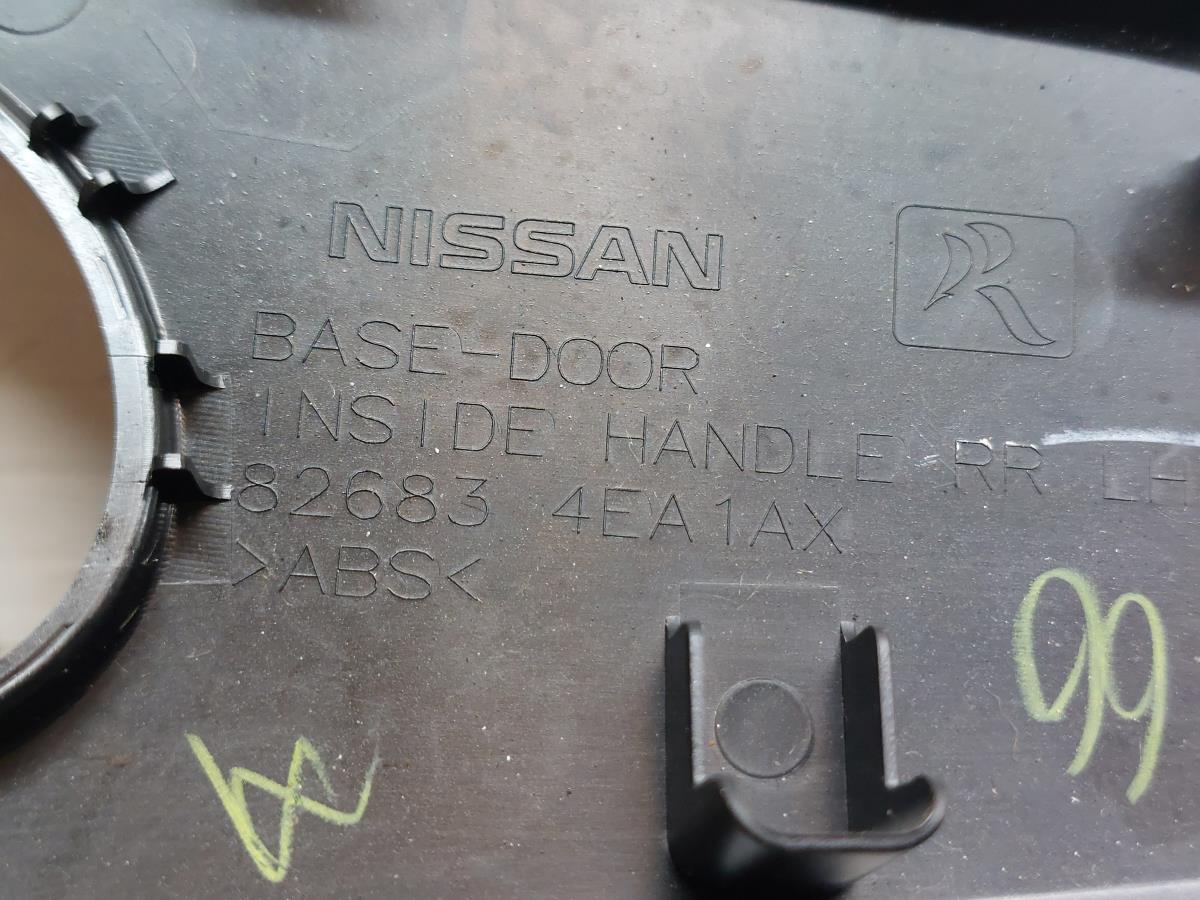 NISSAN
R
BASE-DOOR
INSIDE HANDLE RR LH
82683 4EA1AX
>ABS<
99